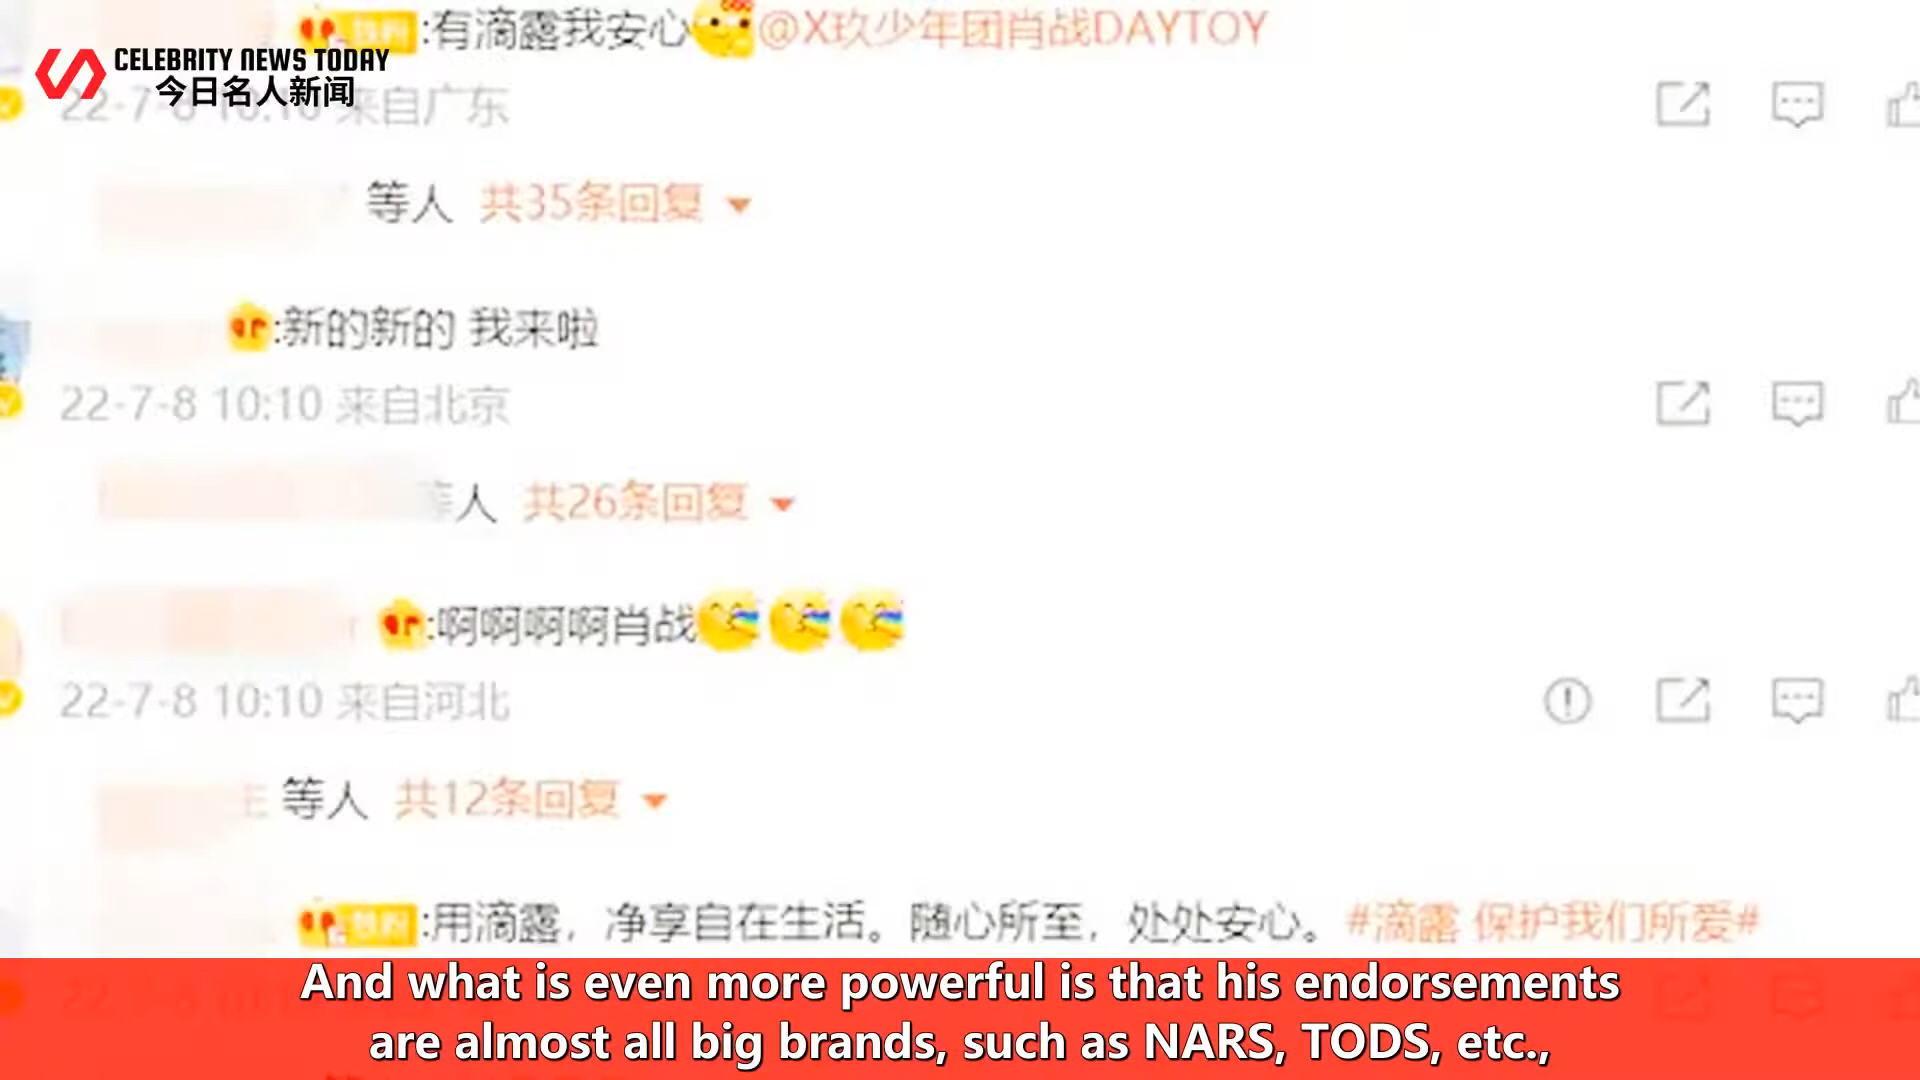 :有滴露我安心 @X玖少年团肖战DAYTOY
CELEBRITY NEWS TODAY
今日名人新闻
22-7-8 10:10 来自广东
等人 共35条回复
:新的新的 我来啦
22-7-8 10:10 来自北京
等人 共26条回复
:啊啊啊啊肖战
22-7-8 10:10 来自河北
等人 共12条回复
铁粉:用滴露，净享自在生活。随心所至，处处安心。#滴露 保护我们所爱#
And what is even more powerful is that his endorsements
are almost all big brands, such as NARS, TODS, etc.,